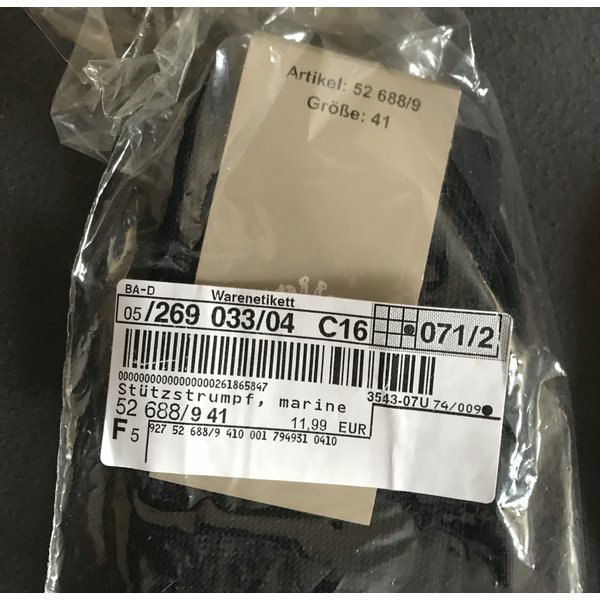 Artikel: 52 688/9
Größe: 41
BA-D
Warenetikett
05/269 033/04 C16 071/2
00000000000000000261865847
3543-07U 74/009
Stützstrumpf, marine
52 688/9 41 11,99 EUR
F 5
927 52 688/9 410 001 794931 0410